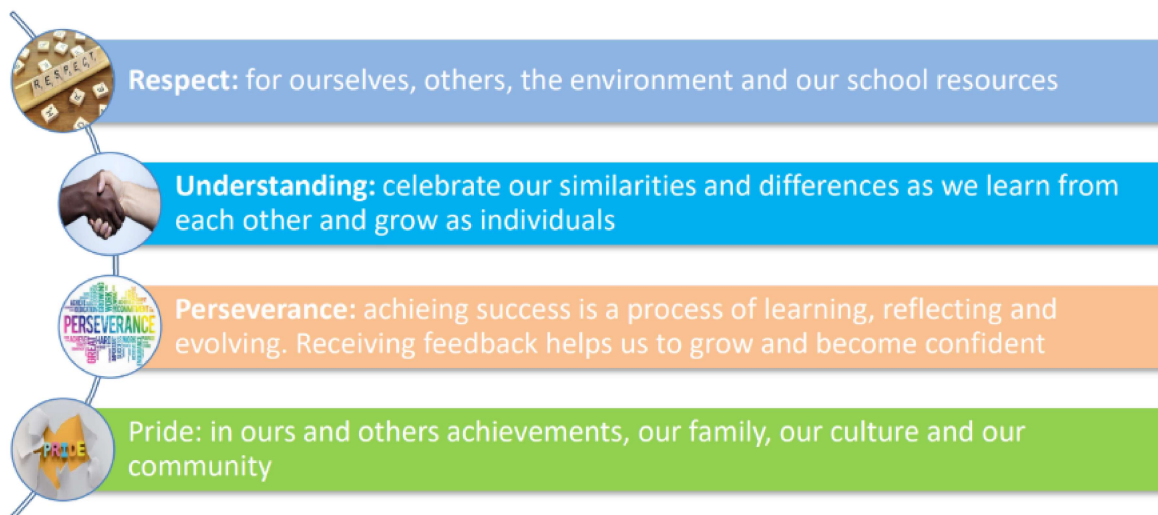 RESPECT
Respect: for ourselves, others, the environment and our school resources
Understanding: celebrate our similarities and differences as we learn from
each other and grow as individuals
PERSEVERANCE
GREAT
HARD
WORK
Perseverance: achieing success is a process of learning, reflecting and
evolving. Receiving feedback helps us to grow and become confident
PRIDE
Pride: in ours and others achievements, our family, our culture and our
community